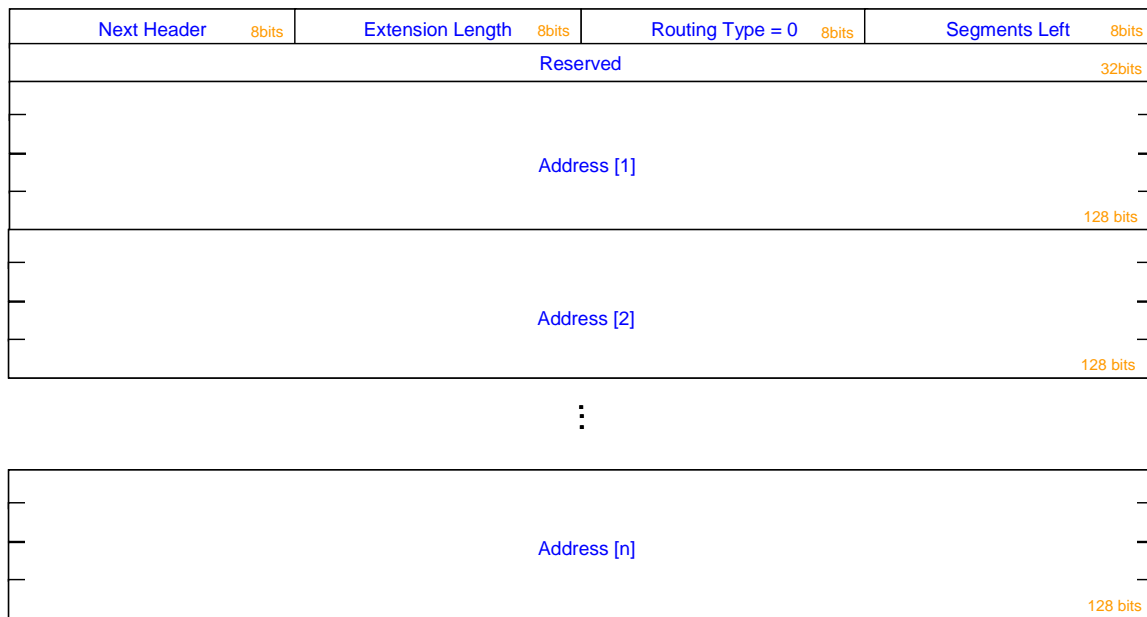 Next Header 8bits Extension Length 8bits Routing Type = 0 8bits Segments Left 8bits
Reserved 32bits
Address [1]
128 bits
Address [2]
128 bits
⋮
Address [n]
128 bits